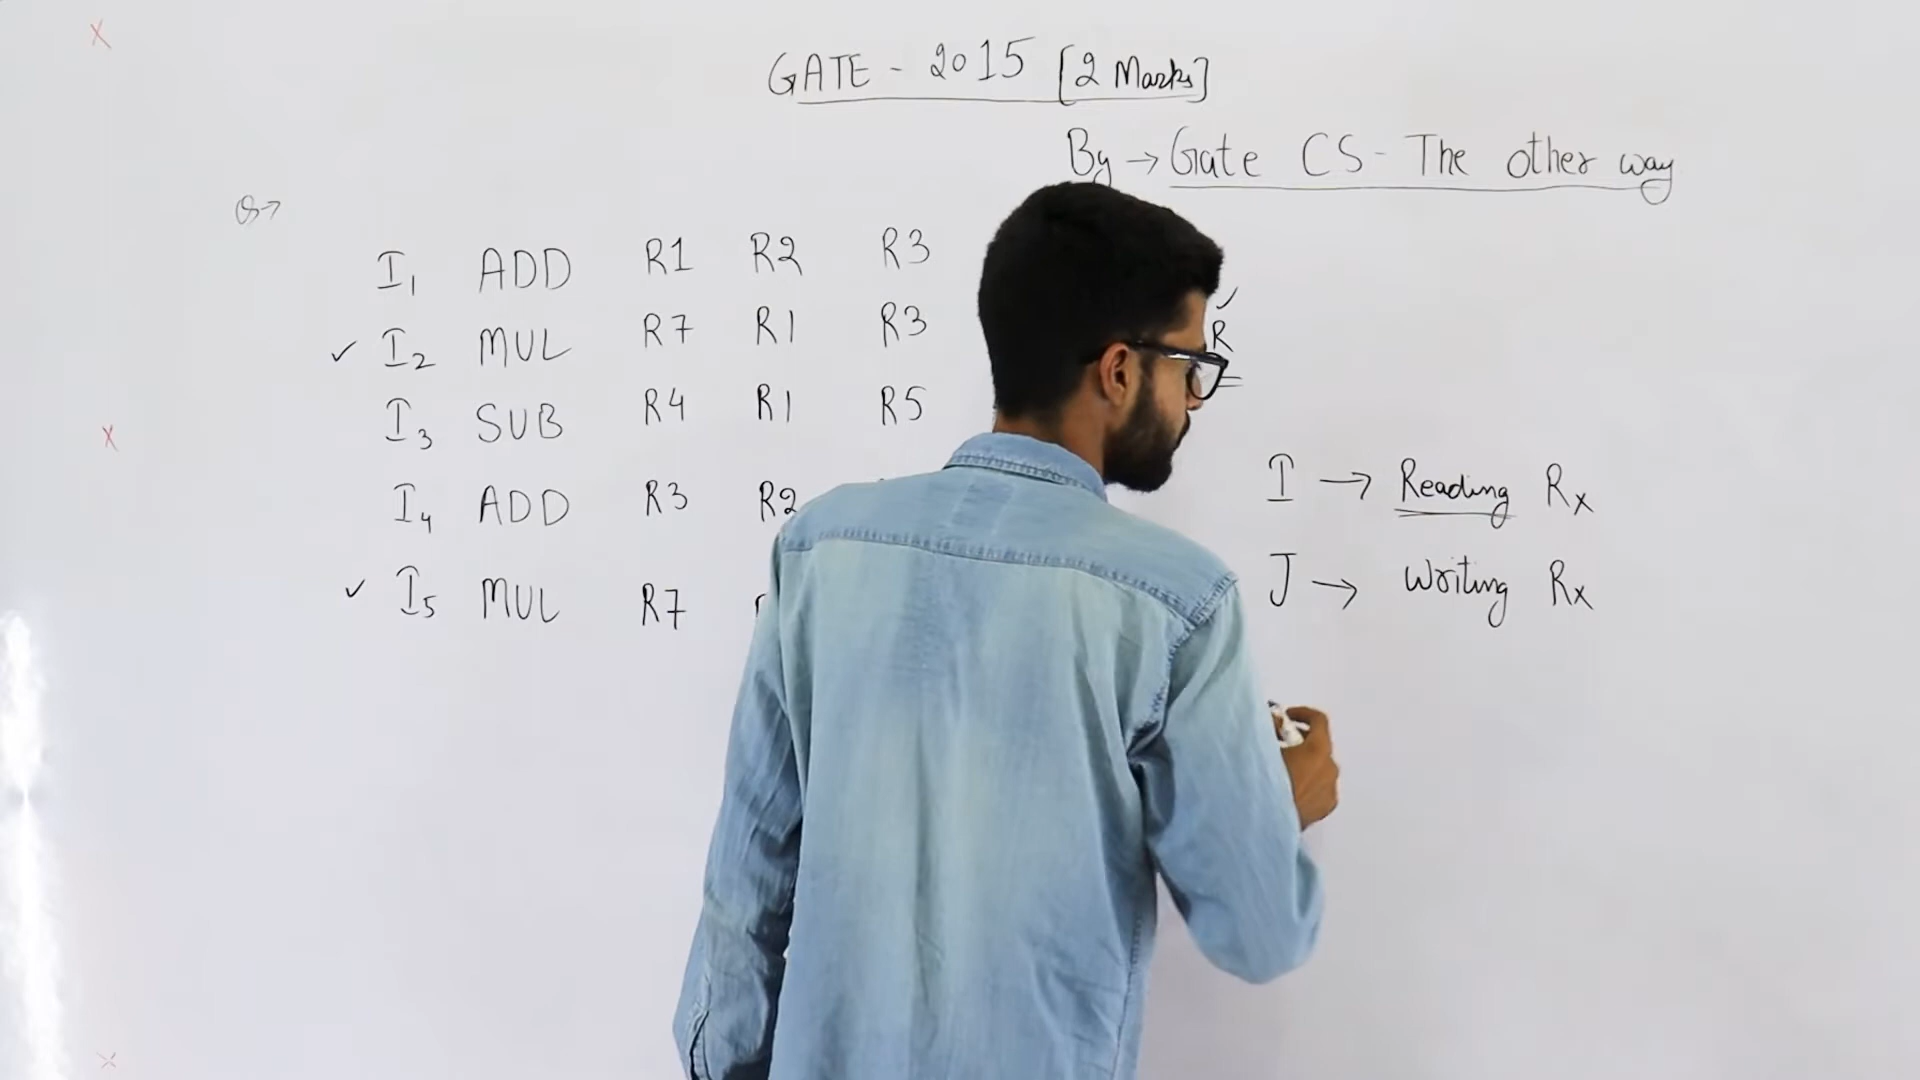 GATE - 2015 [2 Marks]
By → Gate CS - The other way
Q→
I1 ADD R1 R2 R3
✓ I2 MUL R7 R1 R3
I3 SUB R4 R1 R5
I4 ADD R3 R2
✓ I5 MUL R7
✓
R
I → Reading Rx
J → Writing Rx